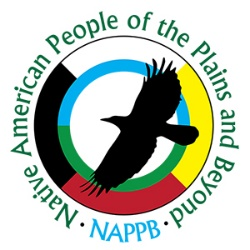 Native American People of the Plains and Beyond
· NAPPB ·